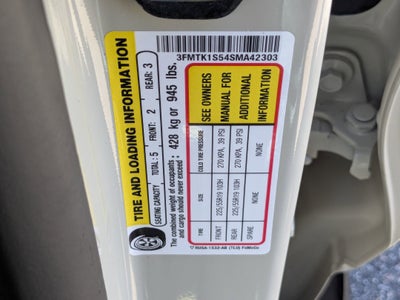 3FMTK1S54SMA42303
TIRE AND LOADING INFORMATION
SEATING CAPACITY TOTAL: 5 FRONT: 2 REAR: 3
The combined weight of occupants and cargo should never exceed: 428 kg or 945 lbs.
TIRE SIZE COLD TIRE PRESSURE
FRONT 225/55R19 103H 270 KPA, 39 PSI
REAR 225/55R19 103H 270 KPA, 39 PSI
SPARE NONE NONE
SEE OWNERS
MANUAL FOR
ADDITIONAL
INFORMATION